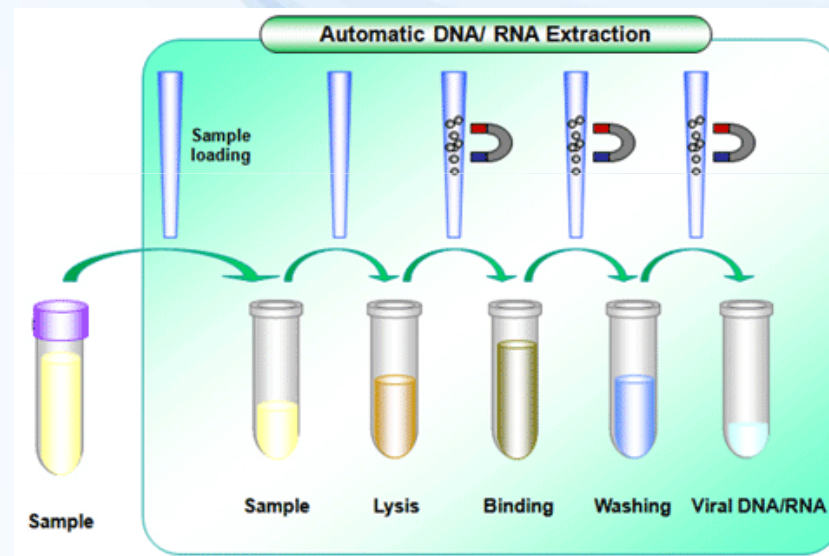 Automatic DNA/ RNA Extraction
Sample
loading
Sample
Sample
Lysis
Binding
Washing
Viral DNA/RNA